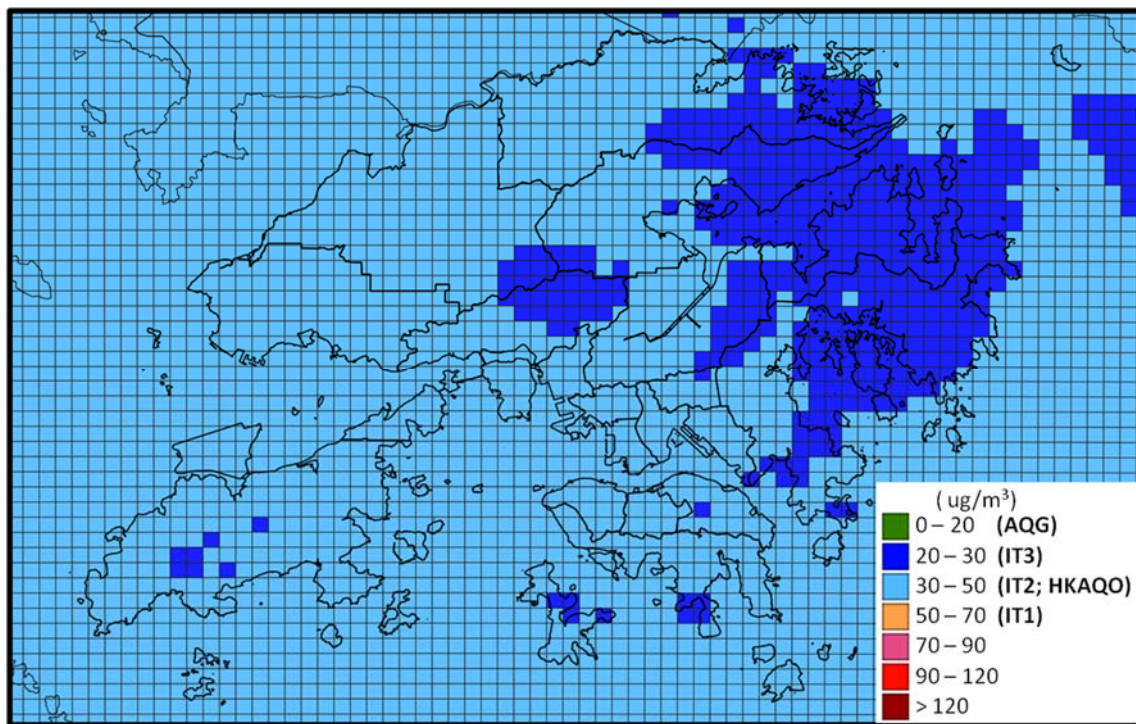 ( ug/m³)
0 – 20 (AQG)
20 – 30 (IT3)
30 – 50 (IT2; HKAQO)
50 – 70 (IT1)
70 – 90
90 – 120
> 120